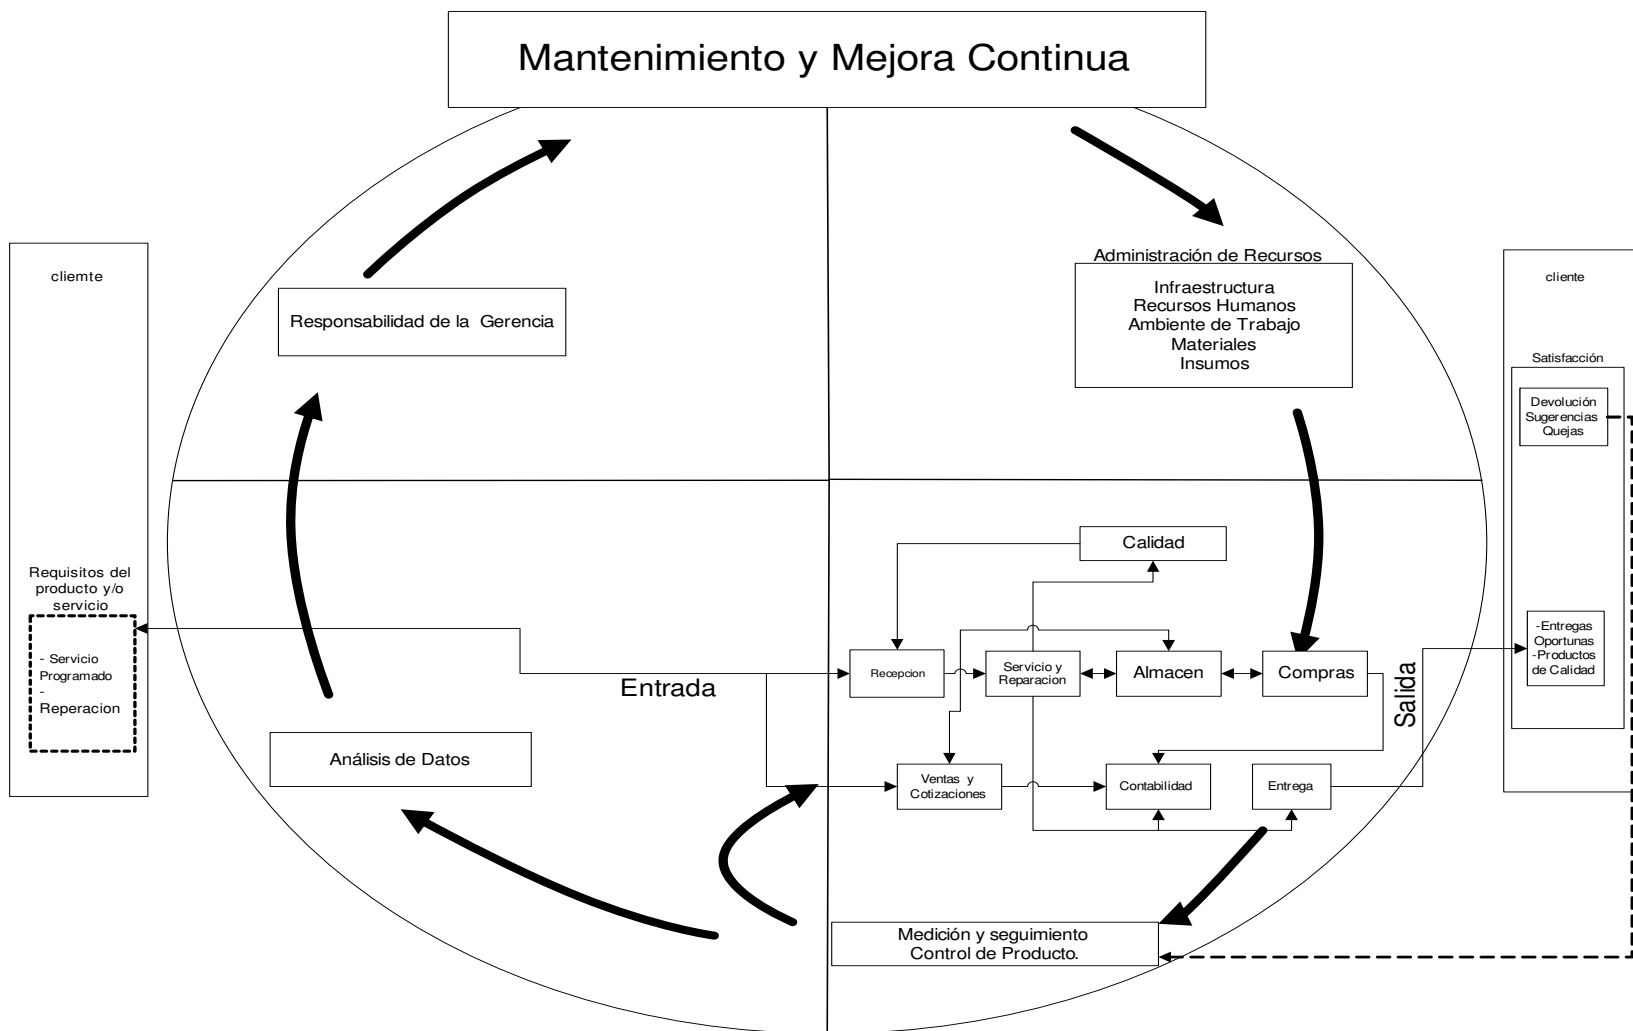 Mantenimiento y Mejora Continua
cliemte
Requisitos del
producto y/o
servicio
- Servicio
Programado
-
Reperacion
Responsabilidad de la Gerencia
Análisis de Datos
Entrada
Administración de Recursos
Infraestructura
Recursos Humanos
Ambiente de Trabajo
Materiales
Insumos
Calidad
Recepcion
Servicio y
Reparacion
Almacen
Compras
Ventas y
Cotizaciones
Contabilidad
Entrega
Medición y seguimiento
Control de Producto.
Salida
cliente
Satisfacción
Devolución
Sugerencias
Quejas
-Entregas
Oportunas
-Productos
de Calidad